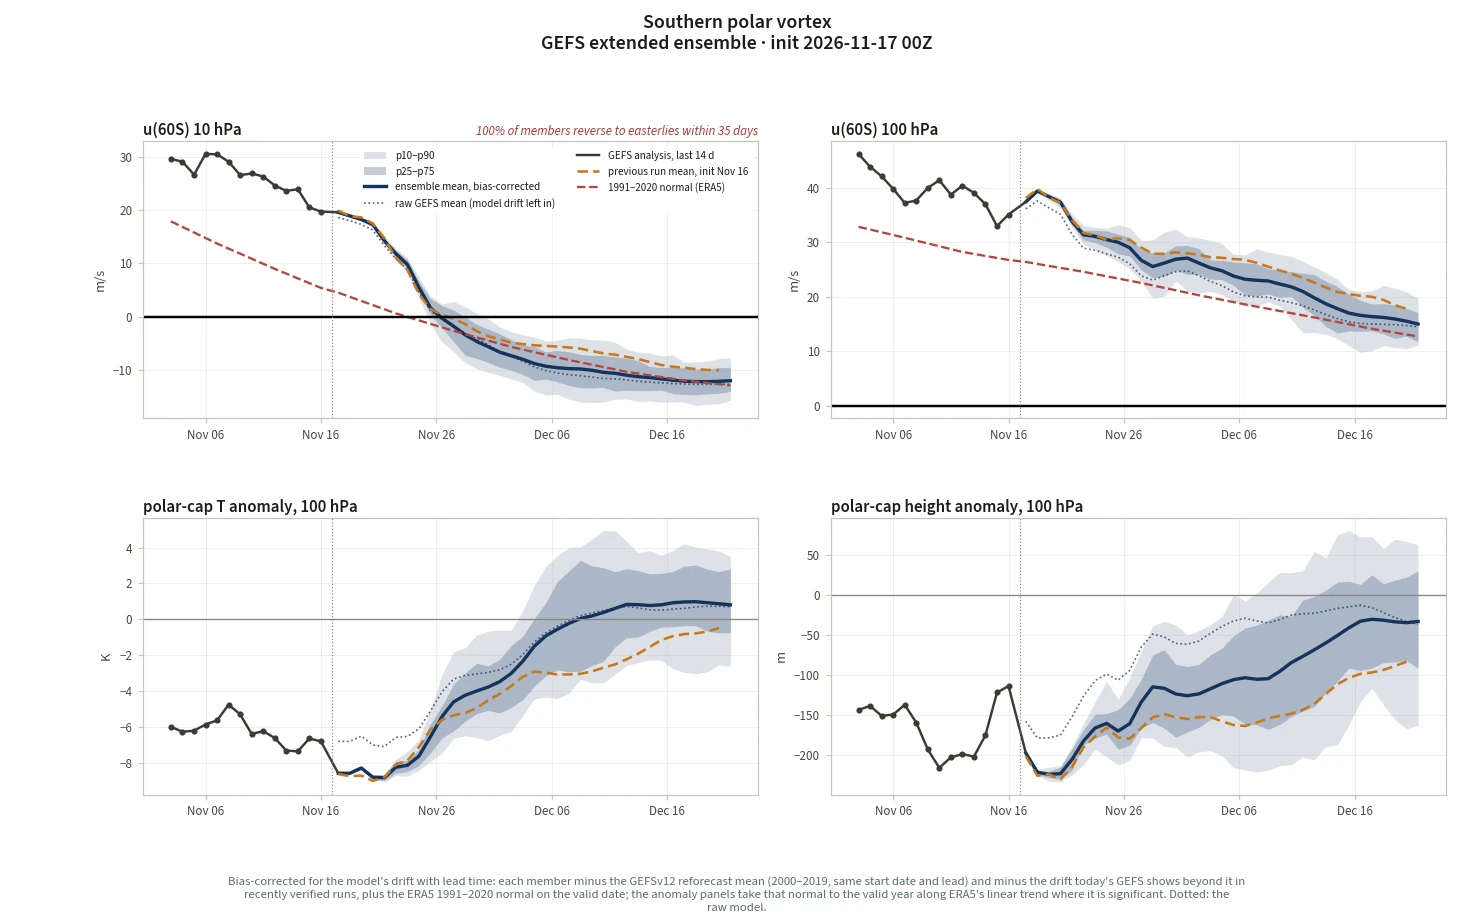 Southern polar vortex
GEFS extended ensemble · init 2026-11-17 00Z
u(60S) 10 hPa
100% of members reverse to easterlies within 35 days
p10–p90
p25–p75
ensemble mean, bias-corrected
raw GEFS mean (model drift left in)
GEFS analysis, last 14 d
previous run mean, init Nov 16
1991–2020 normal (ERA5)
m/s
30
20
10
0
−10
Nov 06
Nov 16
Nov 26
Dec 06
Dec 16
u(60S) 100 hPa
m/s
40
30
20
10
0
Nov 06
Nov 16
Nov 26
Dec 06
Dec 16
polar-cap T anomaly, 100 hPa
K
4
2
0
−2
−4
−6
−8
Nov 06
Nov 16
Nov 26
Dec 06
Dec 16
polar-cap height anomaly, 100 hPa
m
50
0
−50
−100
−150
−200
Nov 06
Nov 16
Nov 26
Dec 06
Dec 16
Bias-corrected for the model's drift with lead time: each member minus the GEFSv12 reforecast mean (2000–2019, same start date and lead) and minus the drift today's GEFS shows beyond it in
recently verified runs, plus the ERA5 1991–2020 normal on the valid date; the anomaly panels take that normal to the valid year along ERA5's linear trend where it is significant. Dotted: the
raw model.